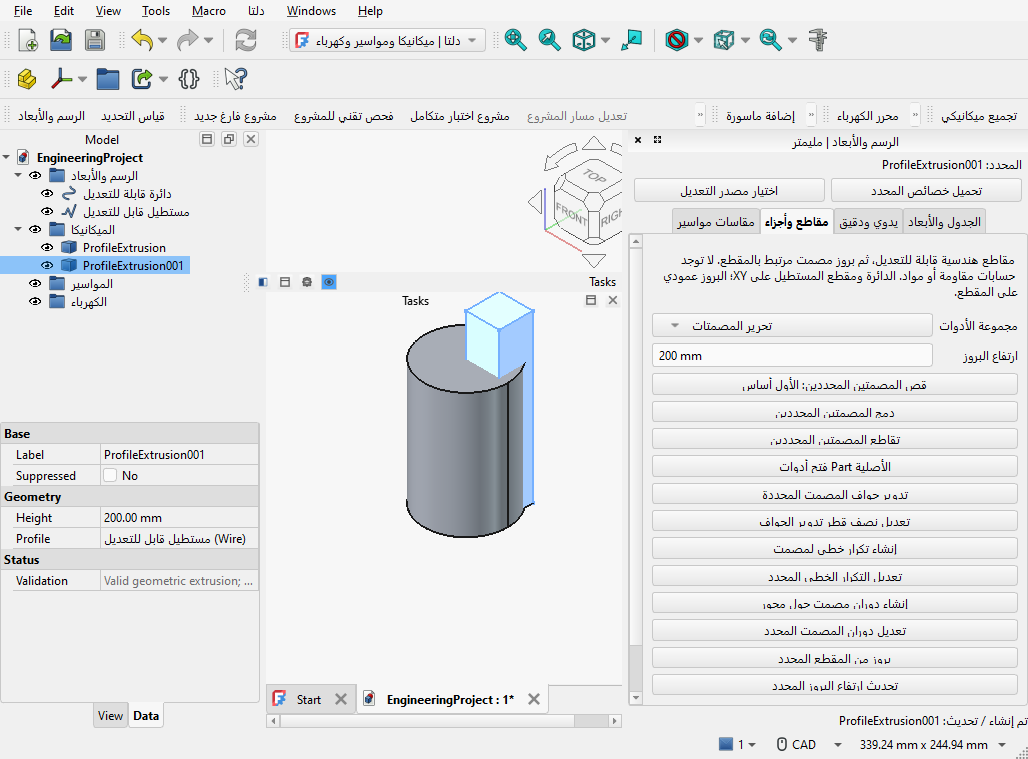 File Edit View Tools Macro دلتا Windows Help
دلتا | ميكانيكا ومواسير وكهرباء
الرسم والأبعاد قياس التحديد مشروع فارغ جديد فحص تقني للمشروع مشروع اختبار متكامل تعديل مسار المشروع » إضافة ماسورة » محرر الكهرباء » تجميع ميكانيكي
Model
EngineeringProject
الرسم والأبعاد
دائرة قابلة للتعديل
مستطيل قابل للتعديل
الميكانيكا
ProfileExtrusion
ProfileExtrusion001
المواسير
الكهرباء
Base
Label ProfileExtrusion001
Suppressed No
Geometry
Height 200.00 mm
Profile مستطيل قابل للتعديل (Wire)
Status
Validation Valid geometric extrusion; ...
View Data
TOP
FRONT
RIGH
Tasks
Tasks
Start
EngineeringProject : 1*
الرسم والأبعاد | مليمتر
المحدد: ProfileExtrusion001
اختيار مصدر التعديل تحميل خصائص المحدد
الجدول والأبعاد يدوي ودقيق مقاطع وأجزاء مقاسات مواسير
مقاطع هندسية قابلة للتعديل، ثم بروز مصمت مرتبط بالمقطع. لا توجد
حسابات مقاومة أو مواد. الدائرة ومقطع المستطيل على XY؛ البروز عمودي
على المقطع.
مجموعة الأدوات تحرير المصمتات
ارتفاع البروز 200 mm
قص المصمتين المحددين: الأول أساس
دمج المصمتين المحددين
تقاطع المصمتين المحددين
الأصلية Part فتح أدوات
تدوير حواف المصمت المحددة
تعديل نصف قطر تدوير الحواف
إنشاء تكرار خطي لمصمت
تعديل التكرار الخطي المحدد
إنشاء دوران مصمت حول محور
تعديل دوران المصمت المحدد
بروز من المقطع المحدد
تحديث ارتفاع البروز المحدد
تم إنشاء / تحديث: ProfileExtrusion001
1 CAD 339.24 mm x 244.94 mm